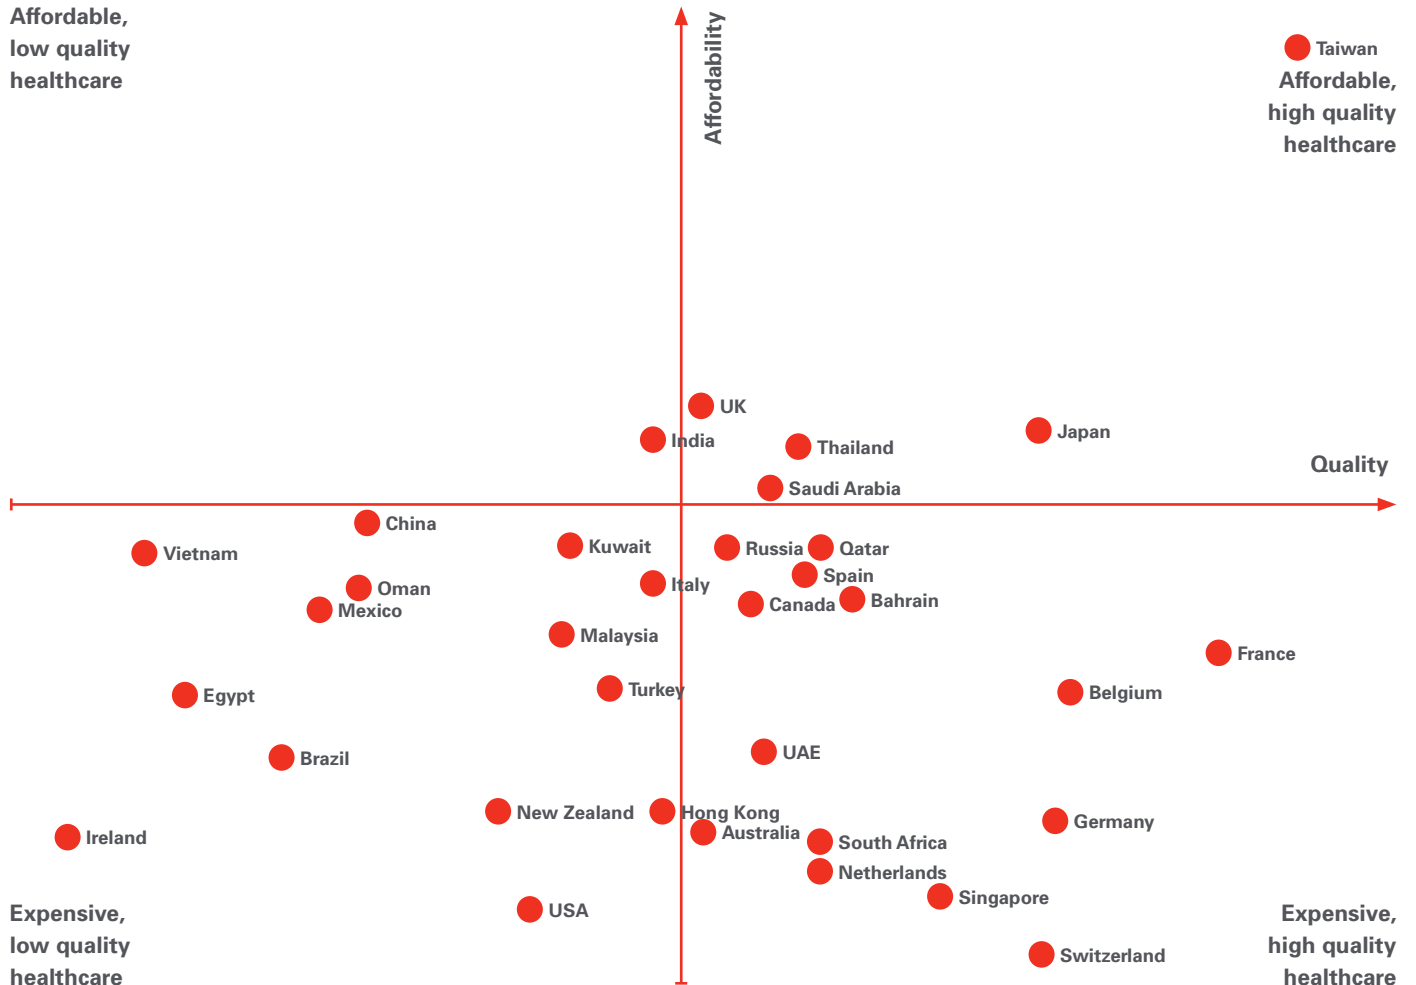 Affordable,
low quality
healthcare
Affordability
Taiwan
Affordable,
high quality
healthcare
UK
India
Thailand
Japan
Quality
Saudi Arabia
China
Vietnam
Kuwait
Russia
Qatar
Italy
Spain
Oman
Mexico
Canada
Bahrain
Malaysia
France
Turkey
Egypt
Belgium
UAE
Brazil
New Zealand
Hong Kong
Australia
Germany
Ireland
South Africa
Netherlands
Singapore
USA
Switzerland
Expensive,
low quality
healthcare
Expensive,
high quality
healthcare